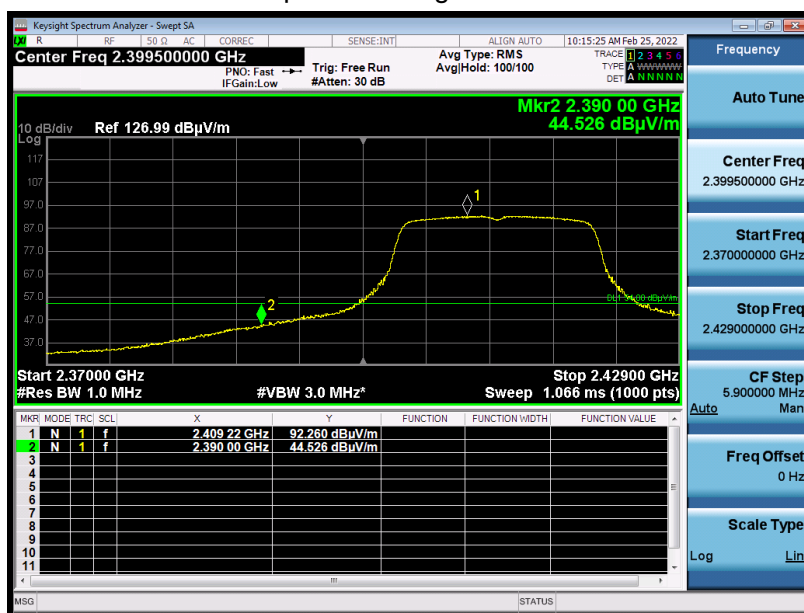 Keysight Spectrum Analyzer - Swept SA
LXI R RF 50 Ω AC CORREC SENSE:INT ALIGN AUTO 10:15:25 AM Feb 25, 2022
Center Freq 2.399500000 GHz
PNO: Fast
IFGain:Low
Trig: Free Run
#Atten: 30 dB
Avg Type: RMS
Avg|Hold: 100/100
TRACE 1 2 3 4 5 6
TYPE A WWWWW
DET A N N N N N
Mkr2 2.390 00 GHz
44.526 dBµV/m
10 dB/div Ref 126.99 dBµV/m
Log
117
107
97.0
87.0
77.0
67.0
57.0
47.0
37.0
1
2
DL1 54.00 dBµV/m
Start 2.37000 GHz Stop 2.42900 GHz
#Res BW 1.0 MHz #VBW 3.0 MHz* Sweep 1.066 ms (1000 pts)
MKR MODE TRC SCL X Y FUNCTION FUNCTION WIDTH FUNCTION VALUE
1 N 1 f 2.409 22 GHz 92.260 dBµV/m
2 N 1 f 2.390 00 GHz 44.526 dBµV/m
3
4
5
6
7
8
9
10
11
MSG STATUS
Frequency
Auto Tune
Center Freq
2.399500000 GHz
Start Freq
2.370000000 GHz
Stop Freq
2.429000000 GHz
CF Step
5.900000 MHz
Auto Man
Freq Offset
0 Hz
Scale Type
Log Lin